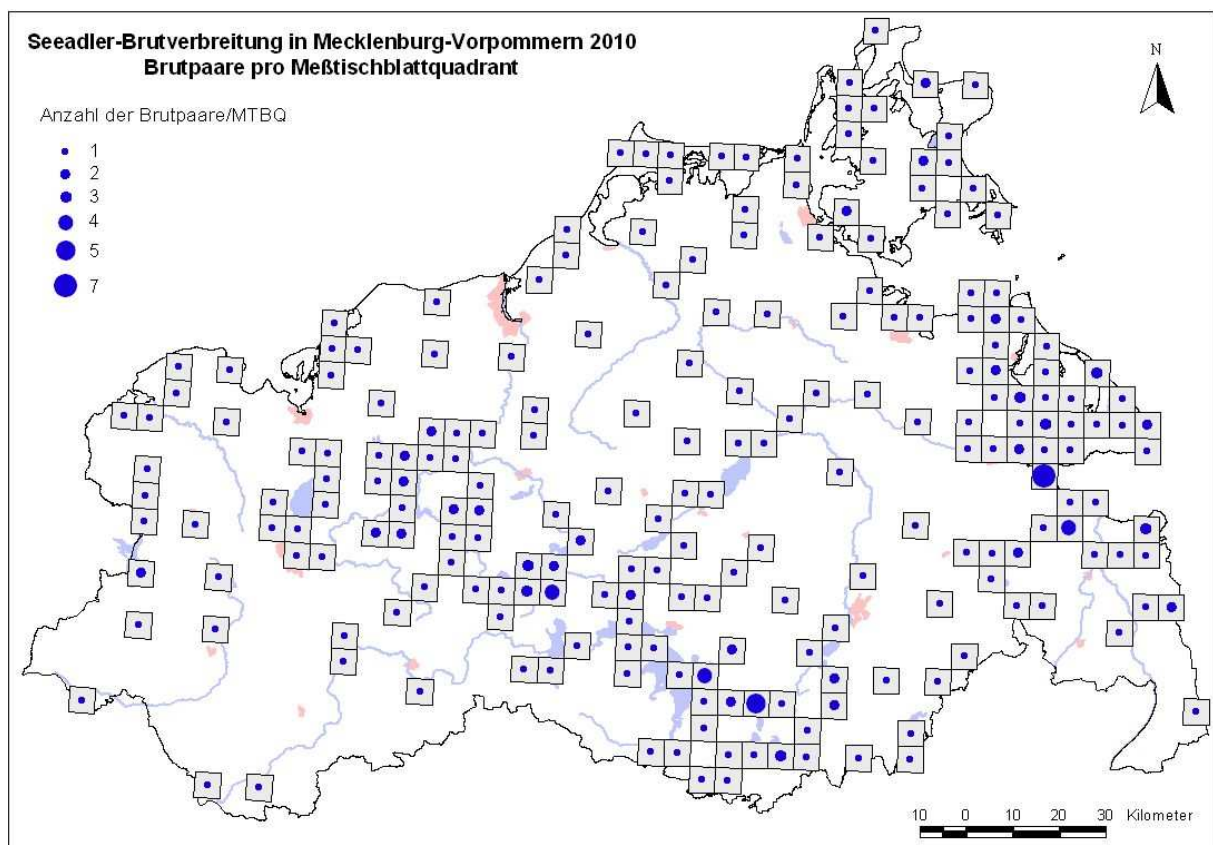 Seeadler-Brutverbreitung in Mecklenburg-Vorpommern 2010
Brutpaare pro Meßtischblattquadrant
N
Anzahl der Brutpaare/MTBQ
1
2
3
4
5
7
10 0 10 20 30 Kilometer